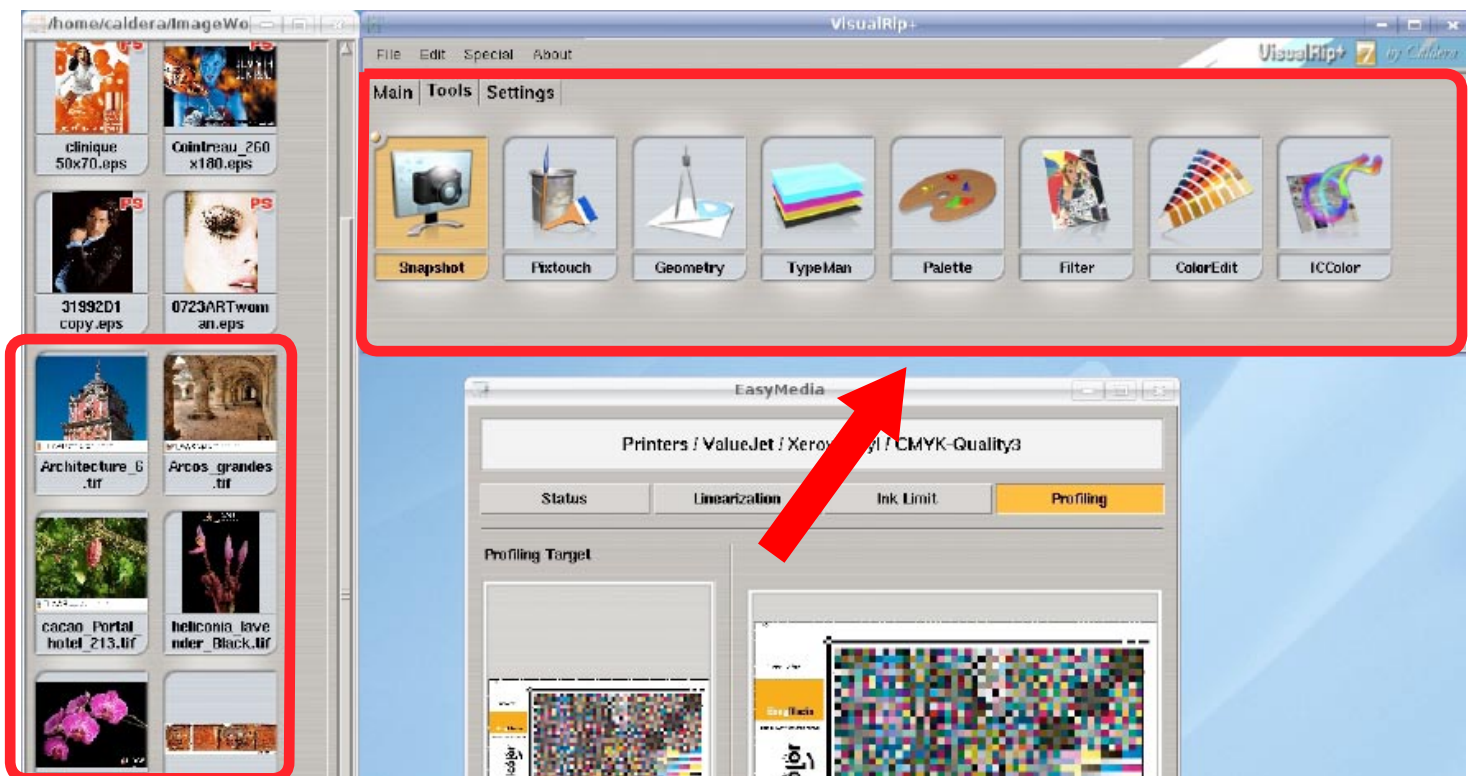 /home/caldera/ImageWo
PS
PS
clinique
50x70.eps
Cointreau_260
x180.eps
PS
PS
31992D1
copy.eps
0723ARTwom
an.eps
Architecture_6
.tif
Arcos_grandes
.tif
cacao_Portal_
hotel_213.tif
heliconia_lave
nder_Black.tif
VisualRip+
File Edit Special About
VisualRip+ 7 by Caldera
Main Tools Settings
Snapshot Pixtouch Geometry TypeMan Palette Filter ColorEdit ICColor
EasyMedia
Printers / ValueJet / / CMYK-Quality3
Status Linearization Ink Limit Profiling
Profiling Target
EasyMedia